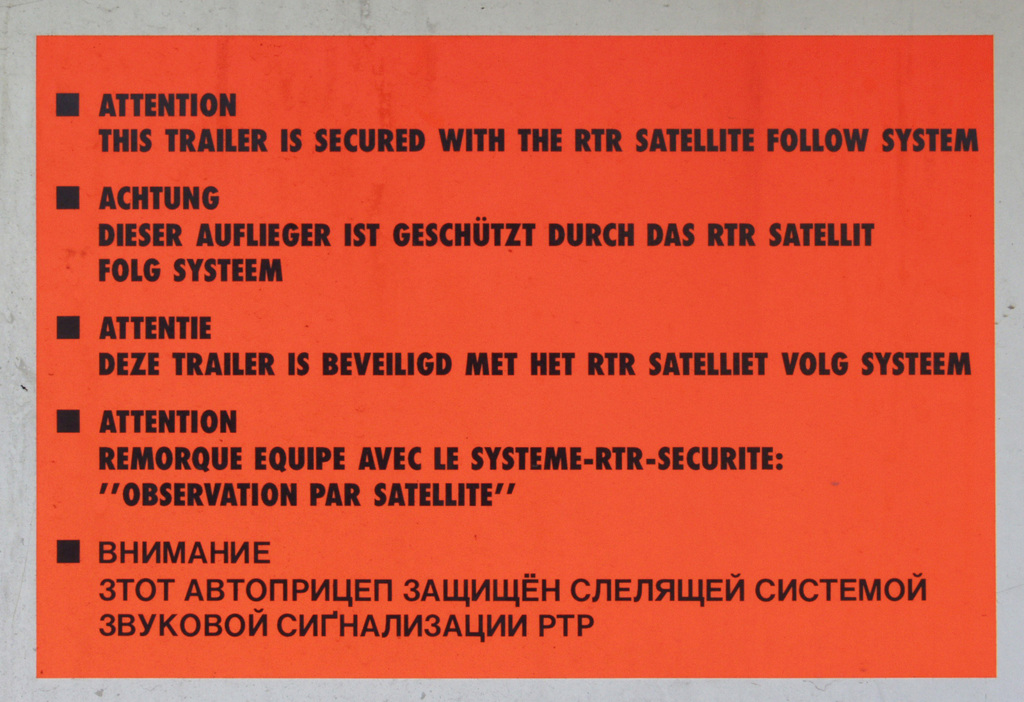 ATTENTION
THIS TRAILER IS SECURED WITH THE RTR SATELLITE FOLLOW SYSTEM
ACHTUNG
DIESER AUFLIEGER IST GESCHÜTZT DURCH DAS RTR SATELLIT
FOLG SYSTEEM
ATTENTIE
DEZE TRAILER IS BEVEILIGD MET HET RTR SATELLIET VOLG SYSTEEM
ATTENTION
REMORQUE EQUIPE AVEC LE SYSTEME-RTR-SECURITE:
''OBSERVATION PAR SATELLITE''
ВНИМАНИЕ
ЗТОТ АВТОПРИЦЕП ЗАЩИЩЁН СЛЕЛЯЩЕЙ СИСТЕМОЙ
ЗВУКОВОЙ СИҐНАЛИЗАЦИИ РТР